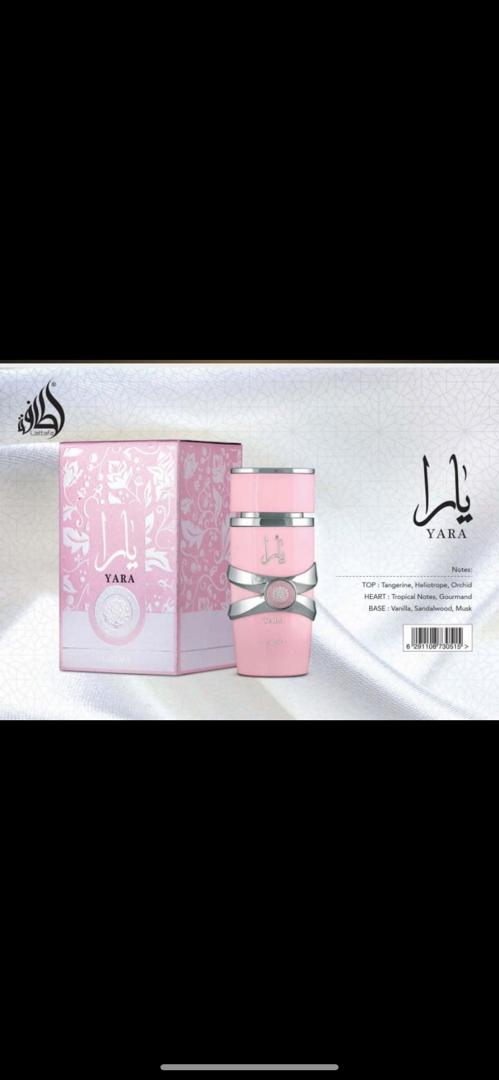 لطافة
Lattafa
يارا
YARA
يارا
YARA
يارا
YARA
Notes:
TOP : Tangerine, Heliotrope, Orchid
HEART : Tropical Notes, Gourmand
BASE : Vanilla, Sandalwood, Musk
6 291108 730515 >